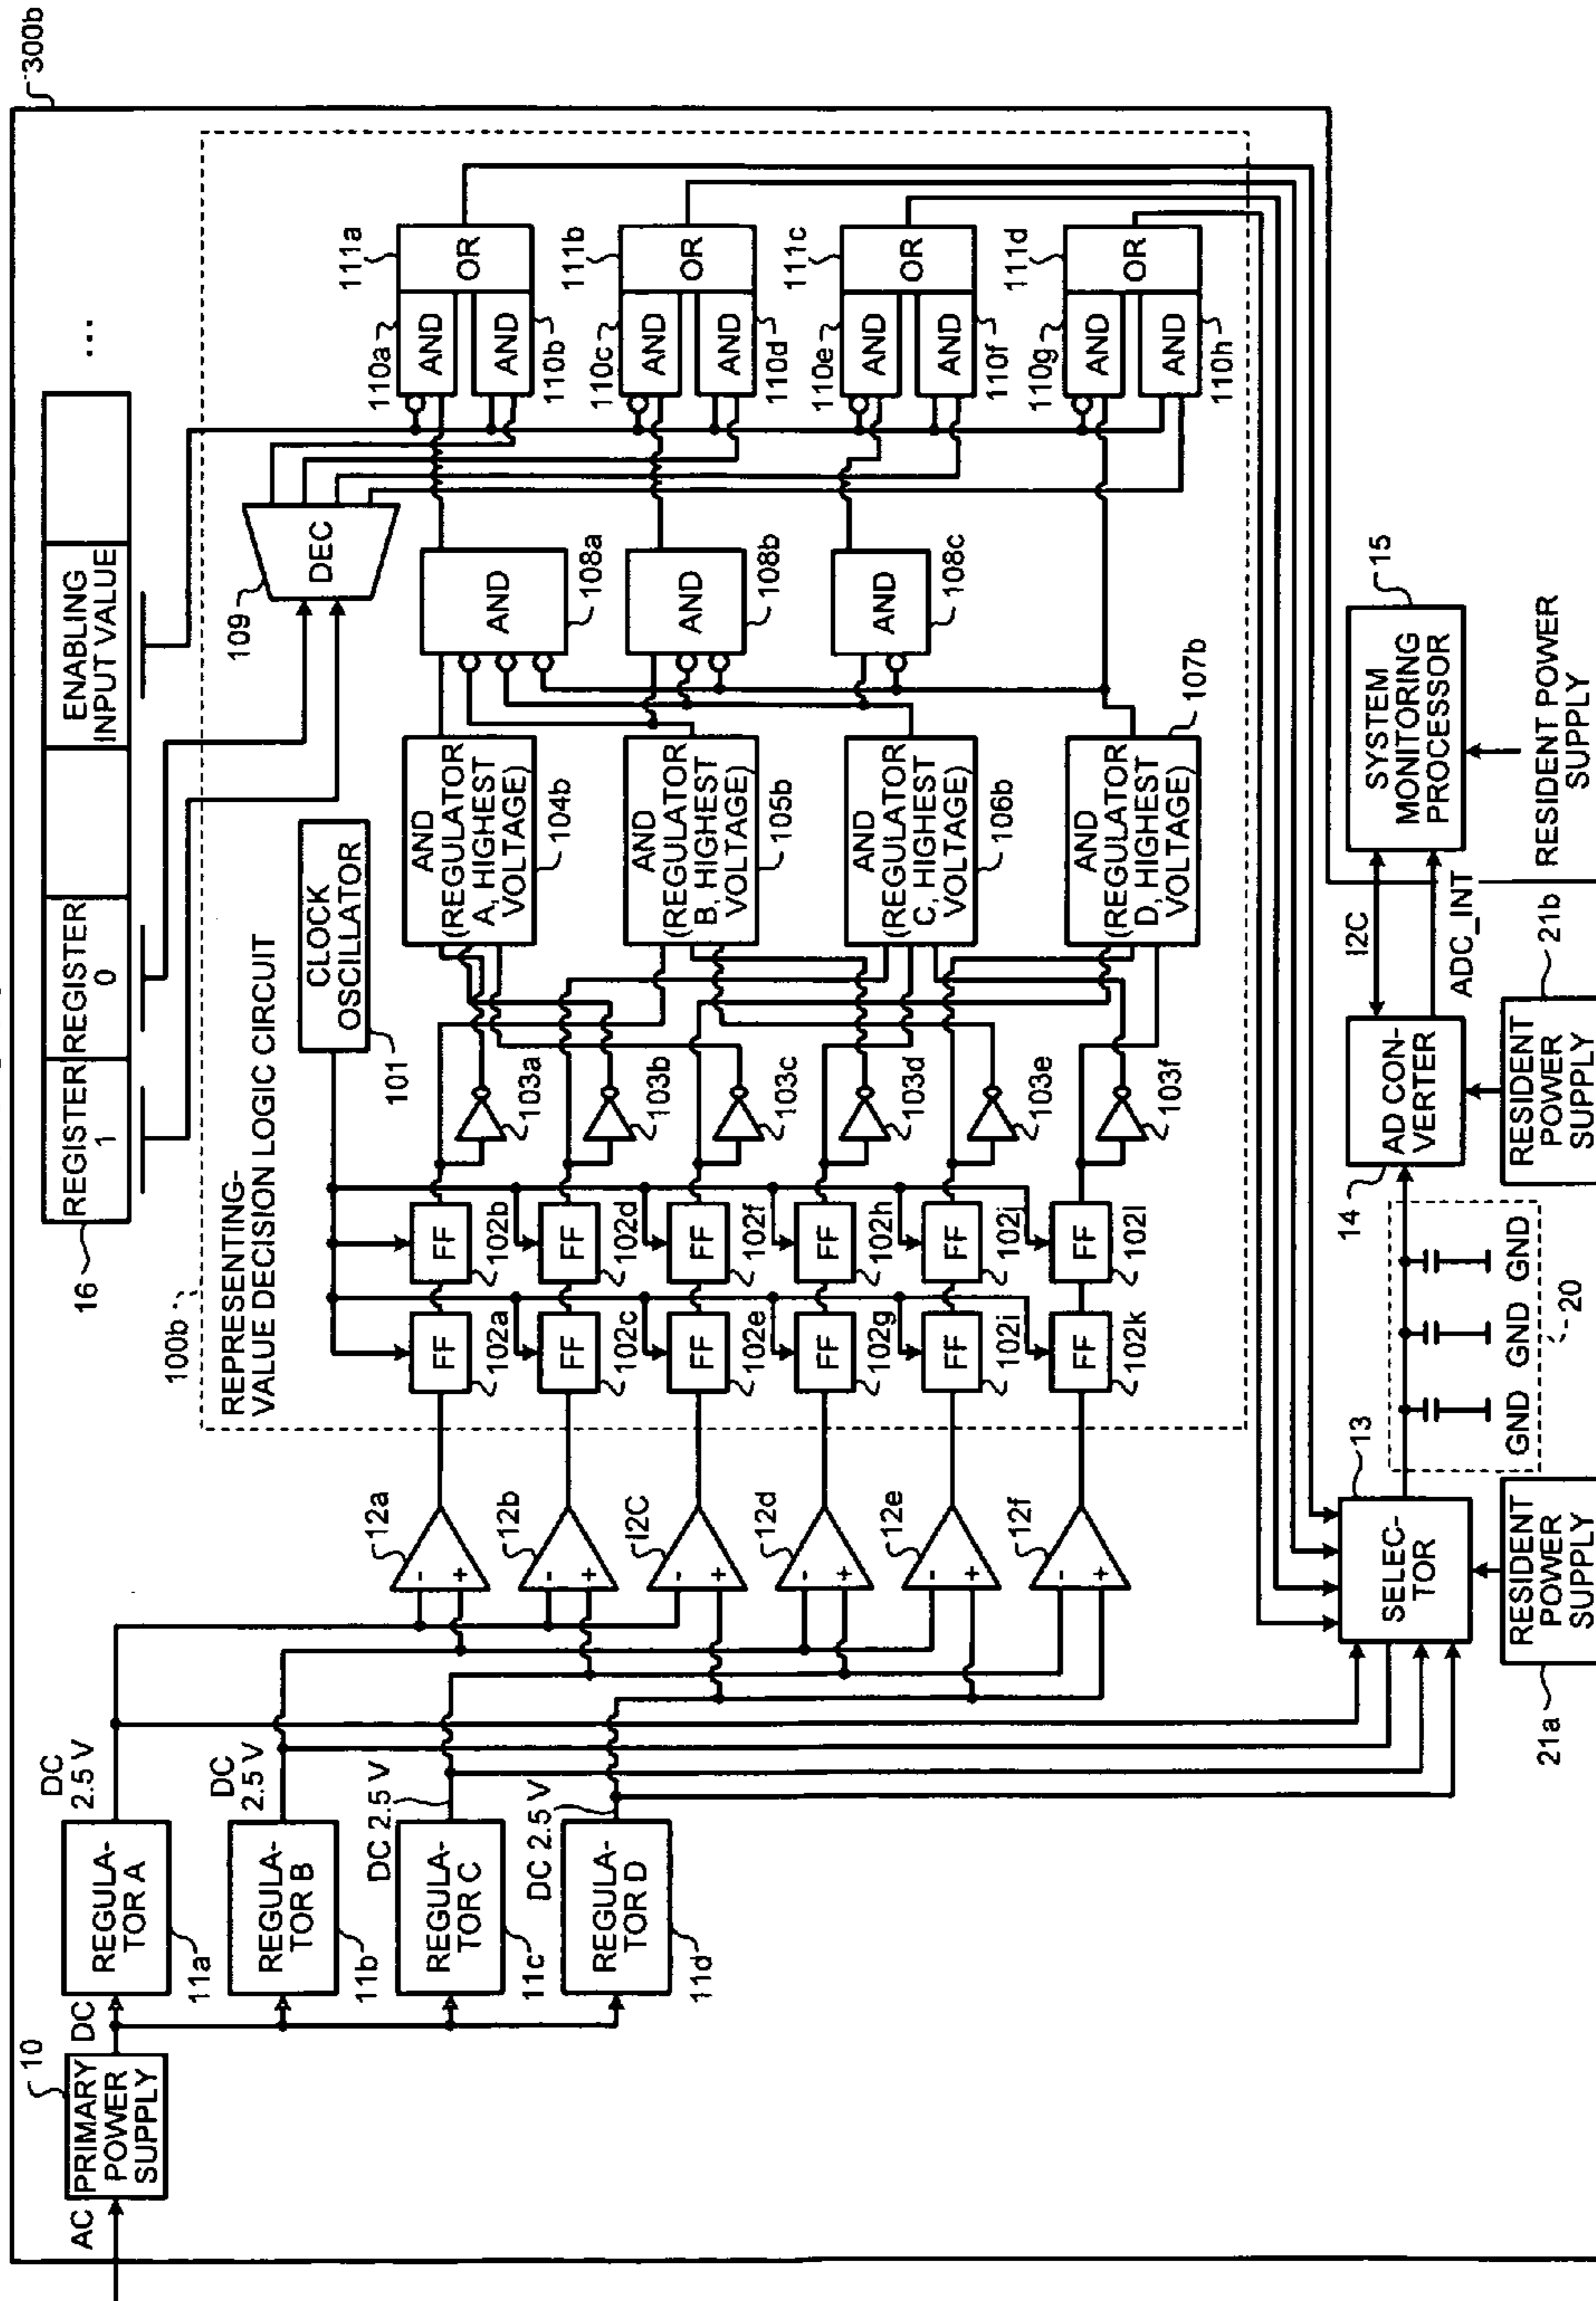 300b
16
REGISTER
1
REGISTER
0
ENABLING
INPUT VALUE
...
100b
REPRESENTING-
VALUE DECISION LOGIC CIRCUIT
CLOCK
OSCILLATOR
101
109
DEC
AC
PRIMARY
POWER
SUPPLY
10
DC
REGULA-
TOR A
11a
DC
2.5 V
REGULA-
TOR B
11b
DC
2.5 V
REGULA-
TOR C
11c
DC 2.5 V
REGULA-
TOR D
11d
DC 2.5 V
12a
-
+
12b
-
+
I2C
-
+
12d
-
+
12e
-
+
12f
-
+
FF
102a
FF
102b
FF
102c
FF
102d
FF
102e
FF
102f
FF
102g
FF
102h
FF
102i
FF
102j
FF
102k
FF
102l
103a
103b
103c
103d
103e
103f
AND
(REGULATOR
A, HIGHEST
VOLTAGE)
104b
AND
(REGULATOR
B, HIGHEST
VOLTAGE)
105b
AND
(REGULATOR
C, HIGHEST
VOLTAGE)
106b
AND
(REGULATOR
D, HIGHEST
VOLTAGE)
107b
AND
108a
AND
108b
AND
108c
110a
AND
AND
110b
111a
OR
110c
AND
AND
110d
111b
OR
110e
AND
AND
110f
111c
OR
110g
AND
AND
110h
111d
OR
13
SELEC-
TOR
21a
RESIDENT
POWER
SUPPLY
GND
GND
GND
20
14
AD CON-
VERTER
21b
RESIDENT
POWER
SUPPLY
I2C
ADC_INT
15
SYSTEM
MONITORING
PROCESSOR
RESIDENT POWER
SUPPLY